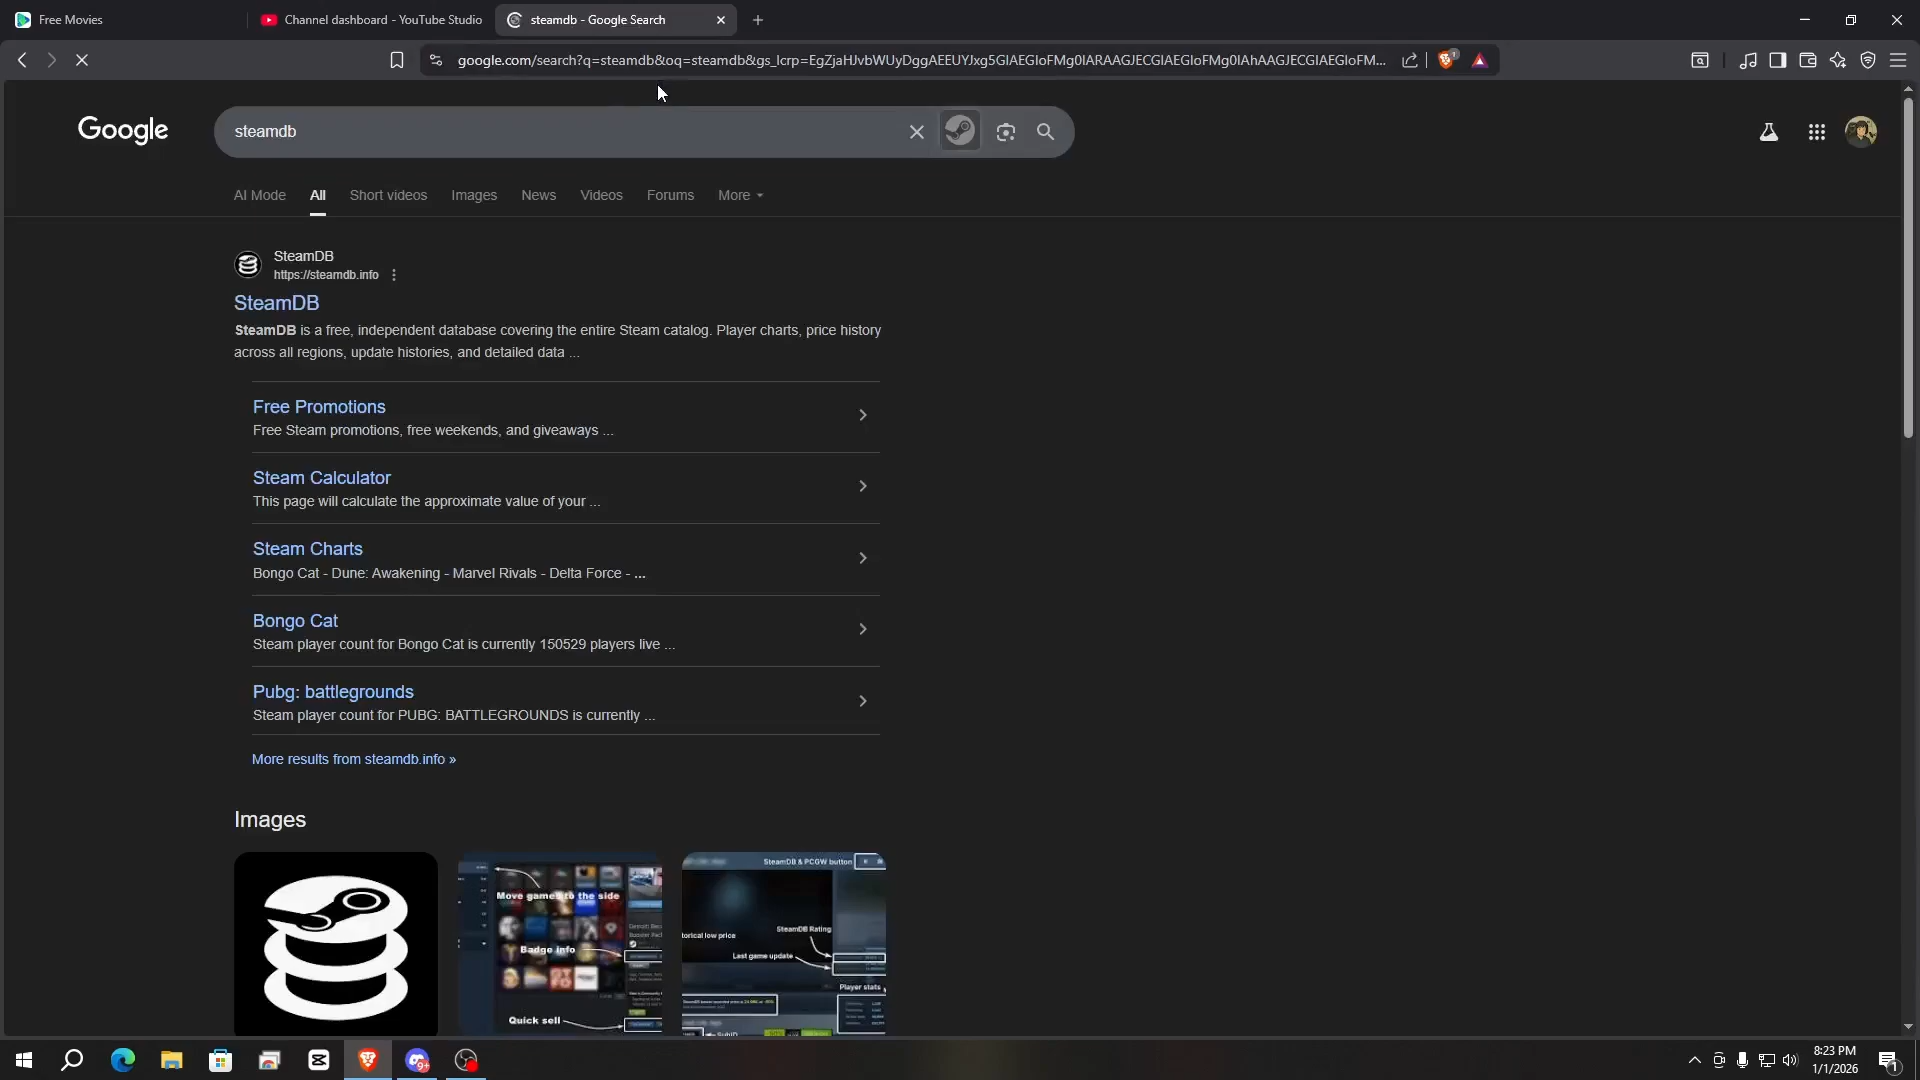 Free Movies
Channel dashboard - YouTube Studio
steamdb - Google Search
google.com/search?q=steamdb&oq=steamdb&gs_lcrp=EgZjaHJvbWUyDggAEEUYJxg5GIAEGIoFMg0IARAAGJECGIAEGIoFMg0IAhAAGJECGIAEGIoFM...
1
Google
steamdb
AI Mode
All
Short videos
Images
News
Videos
Forums
More
SteamDB
https://steamdb.info
SteamDB
SteamDB is a free, independent database covering the entire Steam catalog. Player charts, price history
across all regions, update histories, and detailed data ...
Free Promotions
Free Steam promotions, free weekends, and giveaways ...
Steam Calculator
This page will calculate the approximate value of your ...
Steam Charts
Bongo Cat - Dune: Awakening - Marvel Rivals - Delta Force - ...
Bongo Cat
Steam player count for Bongo Cat is currently 150529 players live ...
Pubg: battlegrounds
Steam player count for PUBG: BATTLEGROUNDS is currently ...
More results from steamdb.info »
Images
Move games to the side
Badge info
Quick sell
SteamDB & PCGW button
torical low price
SteamDB Rating
Last game update
Player stats
SubID
9+
8:23 PM
1/1/2026
1